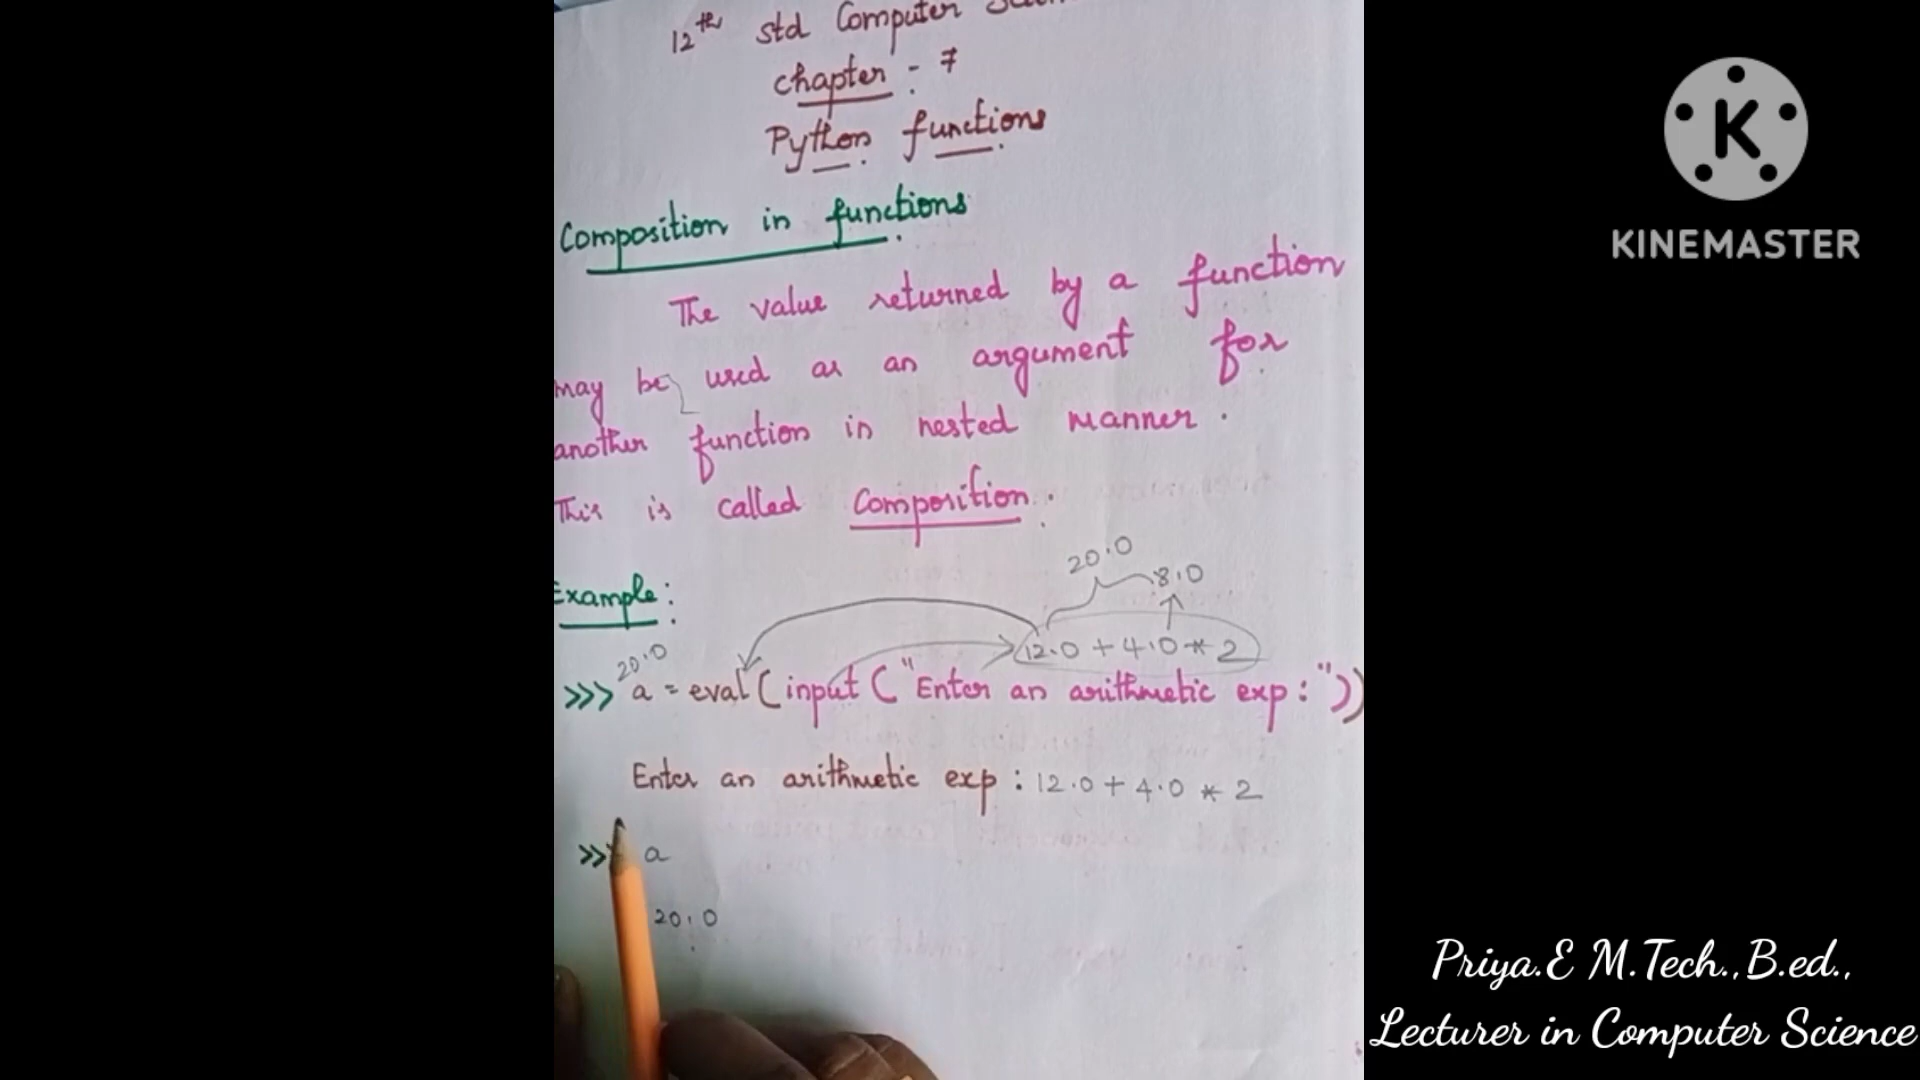 12th std Computer
chapter : 7
Python functions
Composition in functions
The value returned by a function
may be used as an argument for
another function in nested manner.
This is called Composition.
Example:
20.0
8.0
12.0 + 4.0 * 2
20.0
>>> a = eval(input("Enter an arithmetic exp:"))
Enter an arithmetic exp : 12.0 + 4.0 * 2
>>> a
20.0
K
KINEMASTER
Priya.E M.Tech.,B.ed.,
Lecturer in Computer Science